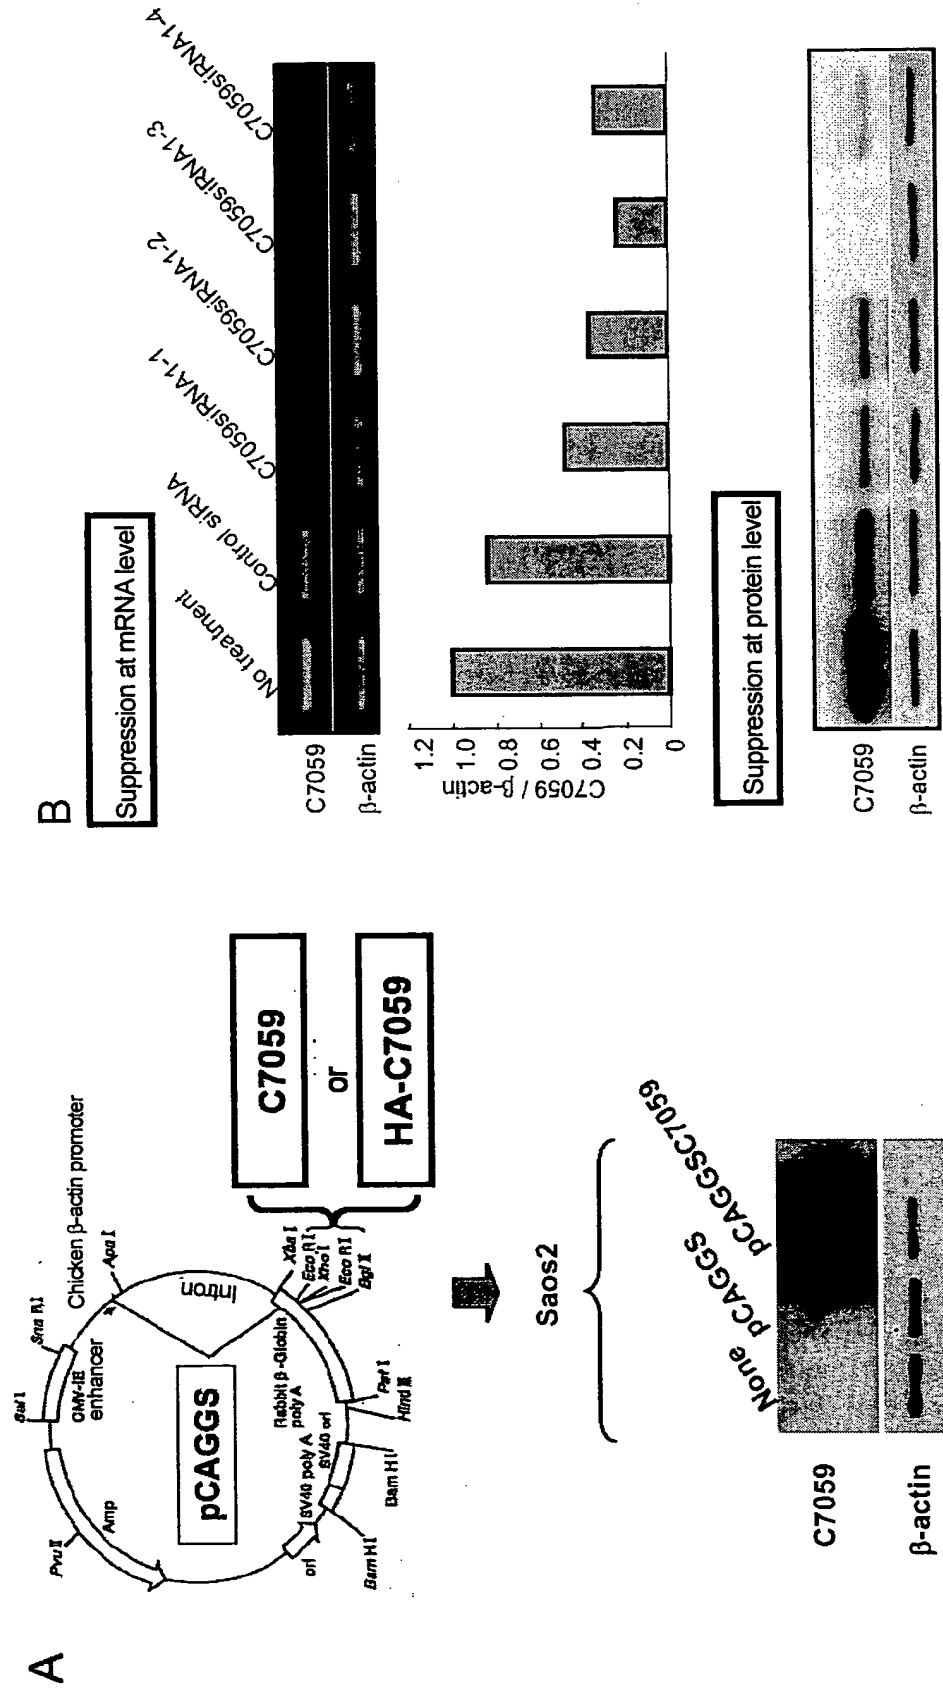 A
Sal I
Sna BI
CMV-IE
enhancer
Chicken β-actin promoter
Apa I
Pvu II
Amp
pCAGGS
Intron
Xba I
Eco RI
Xho I
Eco RI
Bgl II
Rabbit β-Globin
poly A
SV40 poly A
SV40 ori
ori
Pst I
Hind III
Bam HI
Bam HI
C7059
or
HA-C7059
Saos2
None
pCAGGS
pCAGGSC7059
C7059
β-actin
B
Suppression at mRNA level
No treatment
Control siRNA
C7059siRNA1-1
C7059siRNA1-2
C7059siRNA1-3
C7059siRNA1-4
C7059
β-actin
C7059 / β-actin
1.2
1.0
0.8
0.6
0.4
0.2
0
Suppression at protein level
C7059
β-actin